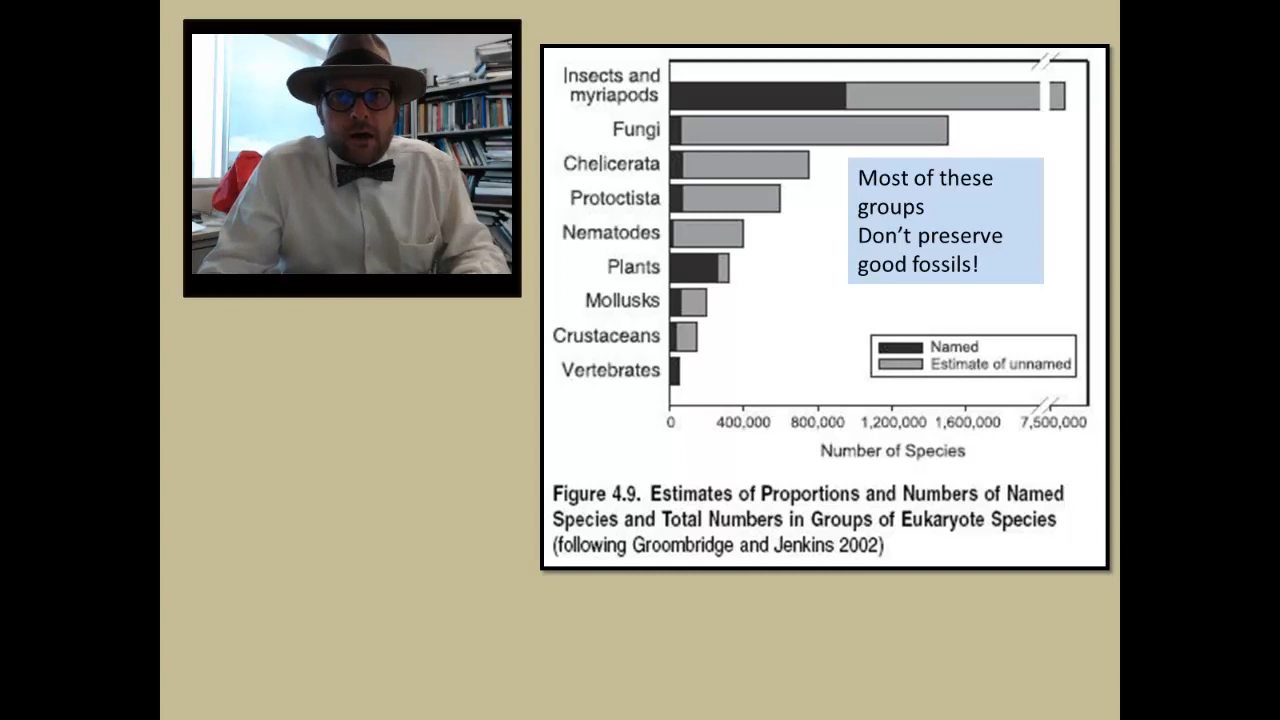 Insects and
myriapods
Fungi
Chelicerata
Protoctista
Nematodes
Plants
Mollusks
Crustaceans
Vertebrates
Most of these
groups
Don't preserve
good fossils!
Named
Estimate of unnamed
0 400,000 800,000 1,200,000 1,600,000 7,500,000
Number of Species
Figure 4.9. Estimates of Proportions and Numbers of Named
Species and Total Numbers in Groups of Eukaryote Species
(following Groombridge and Jenkins 2002)